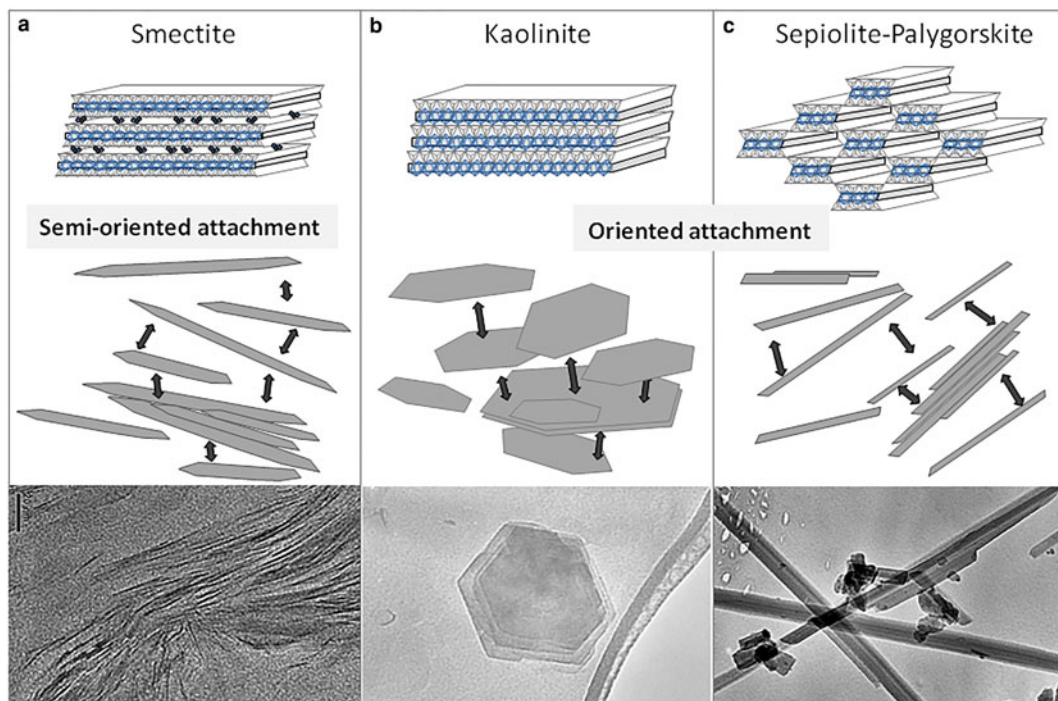 a
Smectite
b
Kaolinite
c
Sepiolite-Palygorskite
Semi-oriented attachment
Oriented attachment